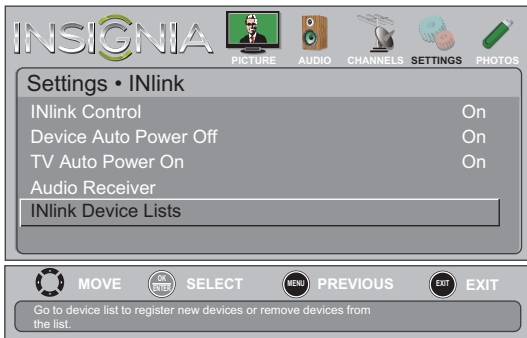 INSIGNIA
PICTURE AUDIO CHANNELS SETTINGS PHOTOS
Settings • INlink
INlink Control On
Device Auto Power Off On
TV Auto Power On On
Audio Receiver
INlink Device Lists
MOVE OK ENTER SELECT MENU PREVIOUS EXIT EXIT
Go to device list to register new devices or remove devices from
the list.